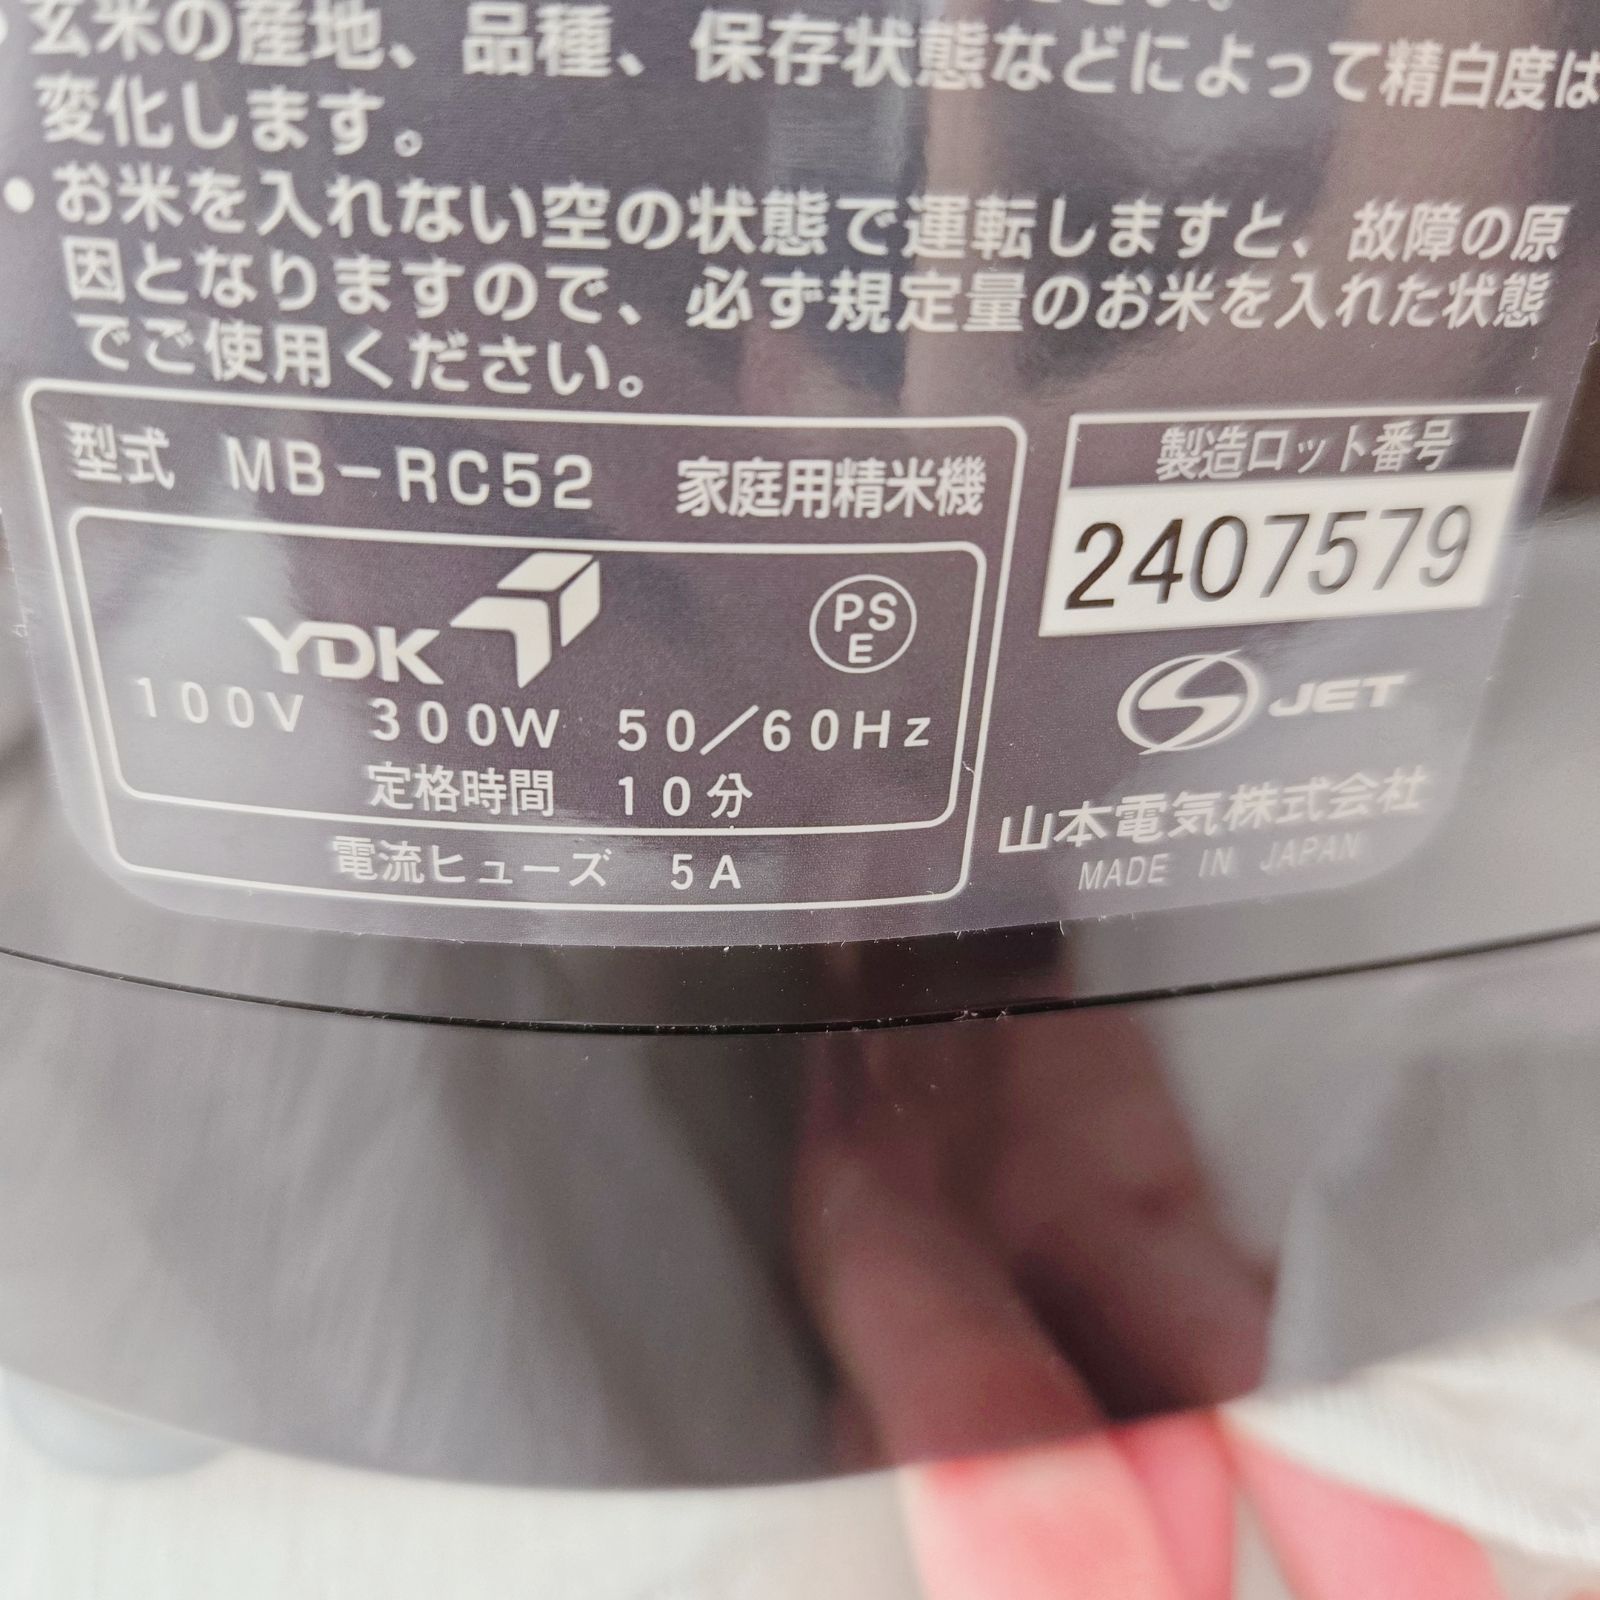 玄米の産地、品種、保存状態などによって精白度は
変化します。
● お米を入れない空の状態で運転しますと、故障の原
因となりますので、必ず規定量のお米を入れた状態
でご使用ください。
型式 MB-RC52 家庭用精米機
YDK
PS
E
100V 300W 50/60Hz
定格時間 10分
電流ヒューズ 5A
製造ロット番号
2407579
S JET
山本電気株式会社
MADE IN JAPAN